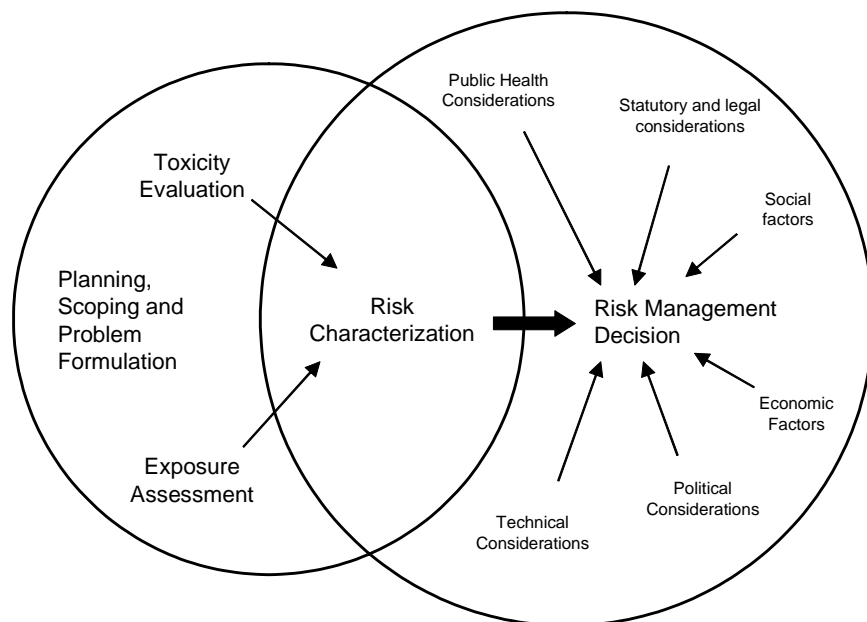 Public Health
Considerations
Statutory and legal
considerations
Toxicity
Evaluation
Social
factors
Planning,
Scoping and
Problem
Formulation
Risk
Characterization
Risk Management
Decision
Economic
Factors
Exposure
Assessment
Political
Considerations
Technical
Considerations